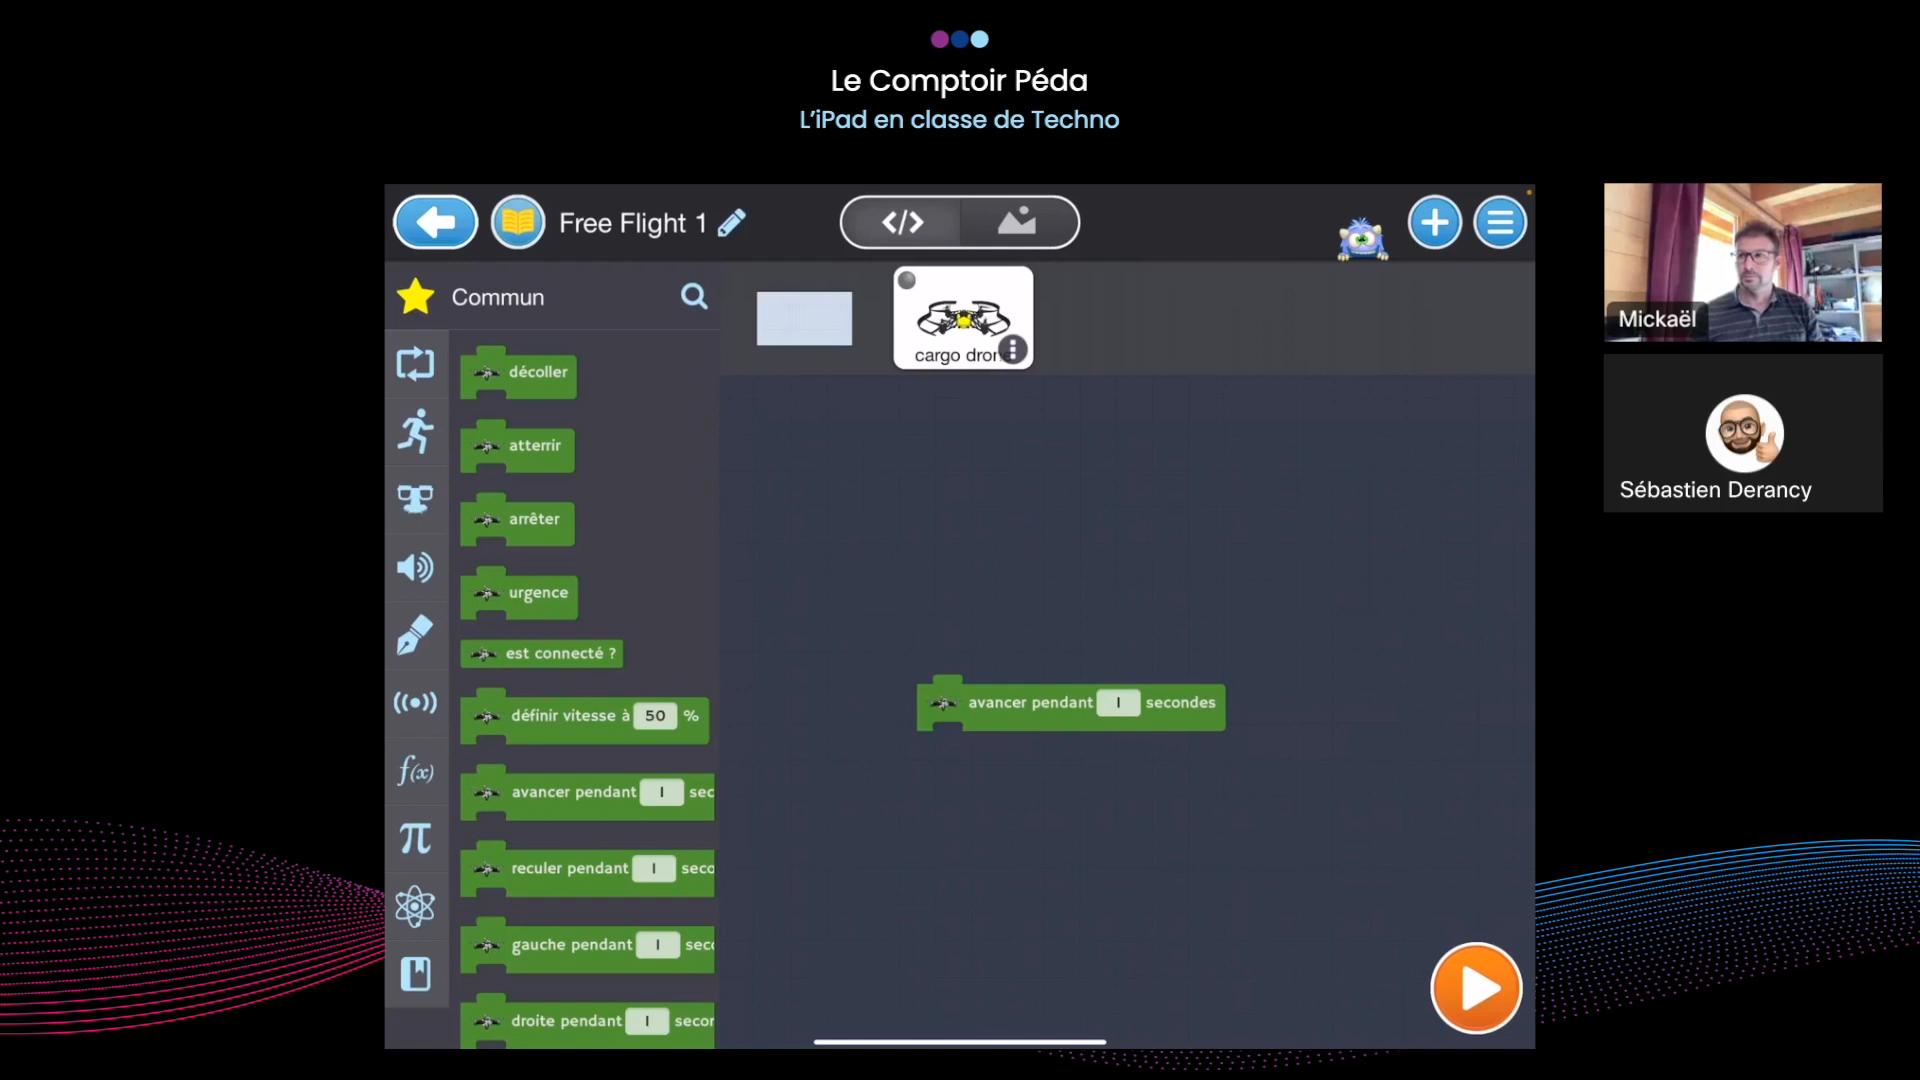 Le Comptoir Péda
L'iPad en classe de Techno
Free Flight 1
</>
Commun
cargo dron
décoller
atterrir
arrêter
urgence
est connecté ?
définir vitesse à 50 %
avancer pendant 1 sec
reculer pendant 1 seco
gauche pendant 1 seco
droite pendant 1 secon
f(x)
π
avancer pendant 1 secondes
Mickaël
Sébastien Derancy